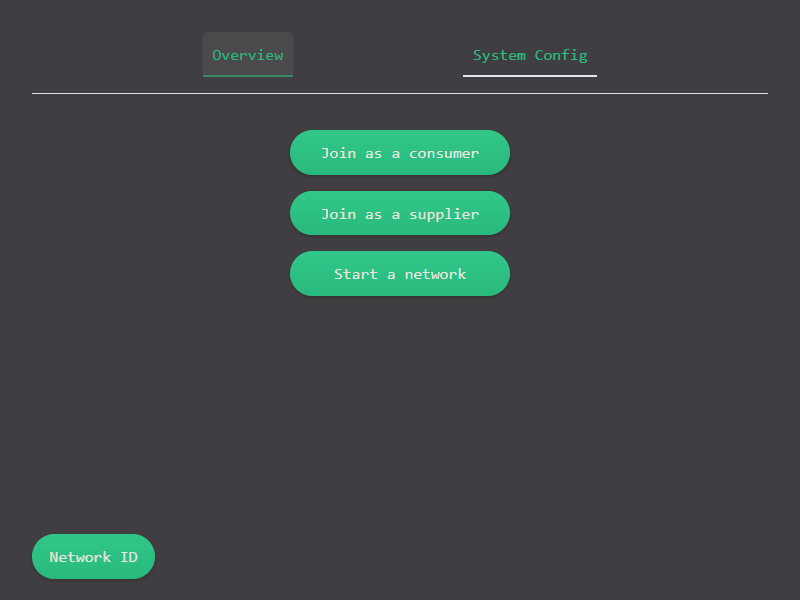 Overview
System Config
Join as a consumer
Join as a supplier
Start a network
Network ID